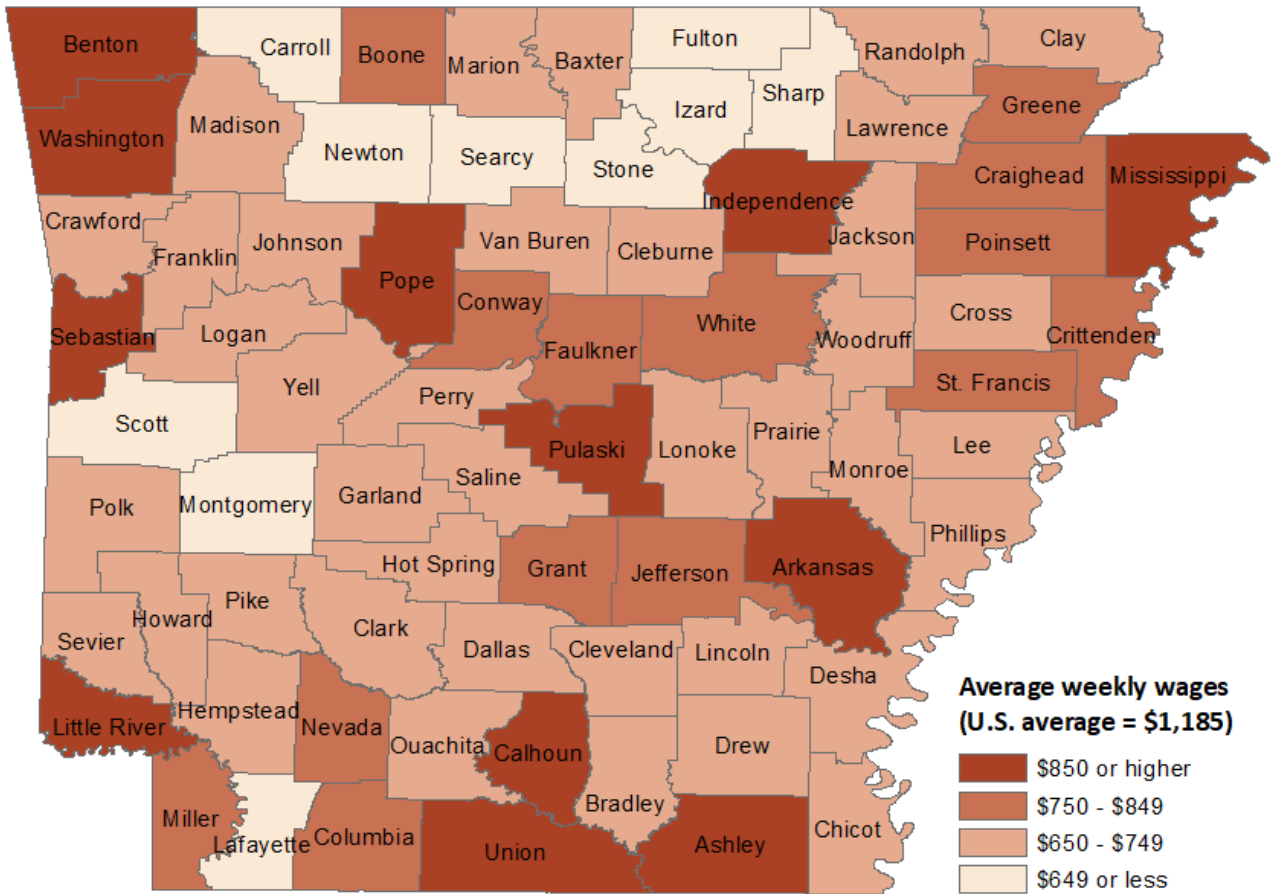 Benton
Carroll
Boone
Marion
Baxter
Fulton
Randolph
Clay
Izard
Sharp
Greene
Washington
Madison
Newton
Searcy
Stone
Lawrence
Independence
Craighead
Mississippi
Crawford
Franklin
Johnson
Pope
Van Buren
Cleburne
Jackson
Poinsett
Sebastian
Logan
Conway
Faulkner
White
Woodruff
Cross
Crittenden
Scott
Yell
Perry
Pulaski
Lonoke
Prairie
Monroe
St. Francis
Lee
Polk
Montgomery
Garland
Saline
Phillips
Hot Spring
Grant
Jefferson
Arkansas
Sevier
Howard
Pike
Clark
Dallas
Cleveland
Lincoln
Desha
Little River
Hempstead
Nevada
Ouachita
Calhoun
Bradley
Drew
Miller
Lafayette
Columbia
Union
Ashley
Chicot
Average weekly wages
(U.S. average = $1,185)
$850 or higher
$750 - $849
$650 - $749
$649 or less